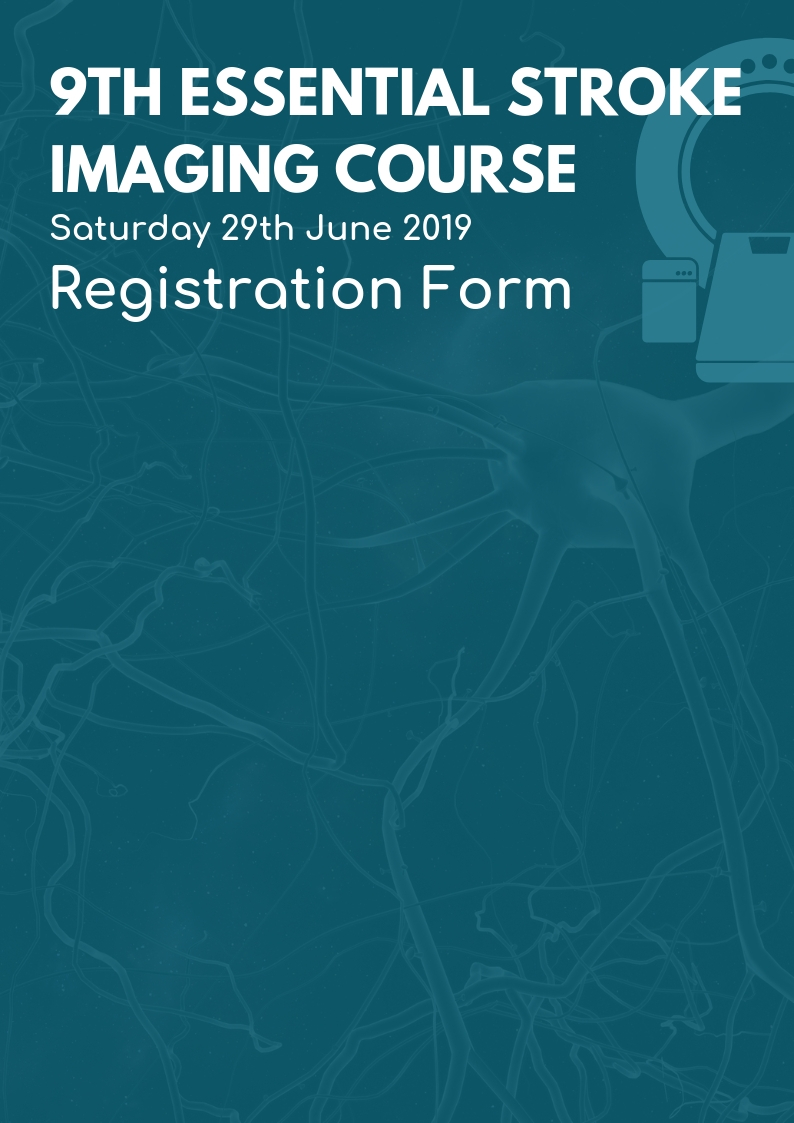 9TH ESSENTIAL STROKE
IMAGING COURSE
Saturday 29th June 2019
Registration Form